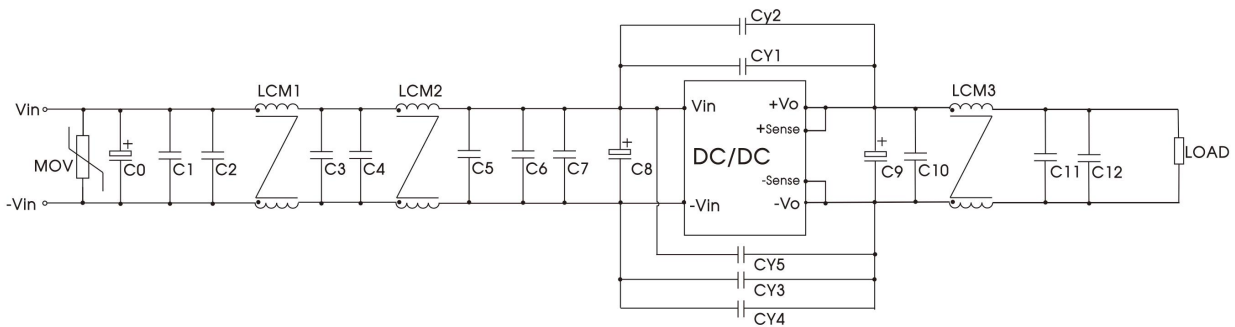 Cy2
CY1
LCM1
LCM2
LCM3
Vin
Vin
+Vo
+Sense
MOV
+
C0
C1
C2
C3
C4
C5
C6
C7
+
C8
DC/DC
+
C9
C10
C11
C12
LOAD
-Sense
-Vin
-Vin
-Vo
CY5
CY3
CY4